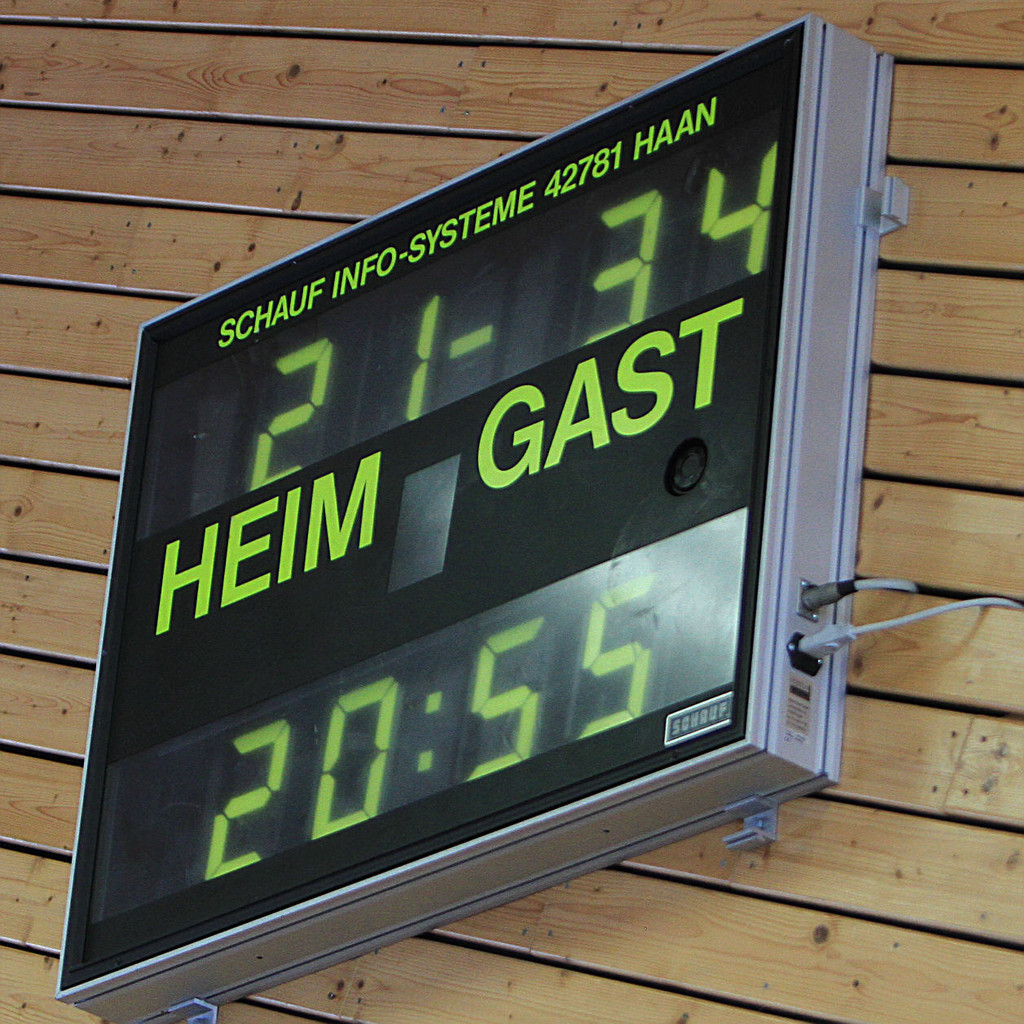 SCHAUF INFO-SYSTEME 42781 HAAN
21-34
HEIM GAST
20:55
SCHAUF